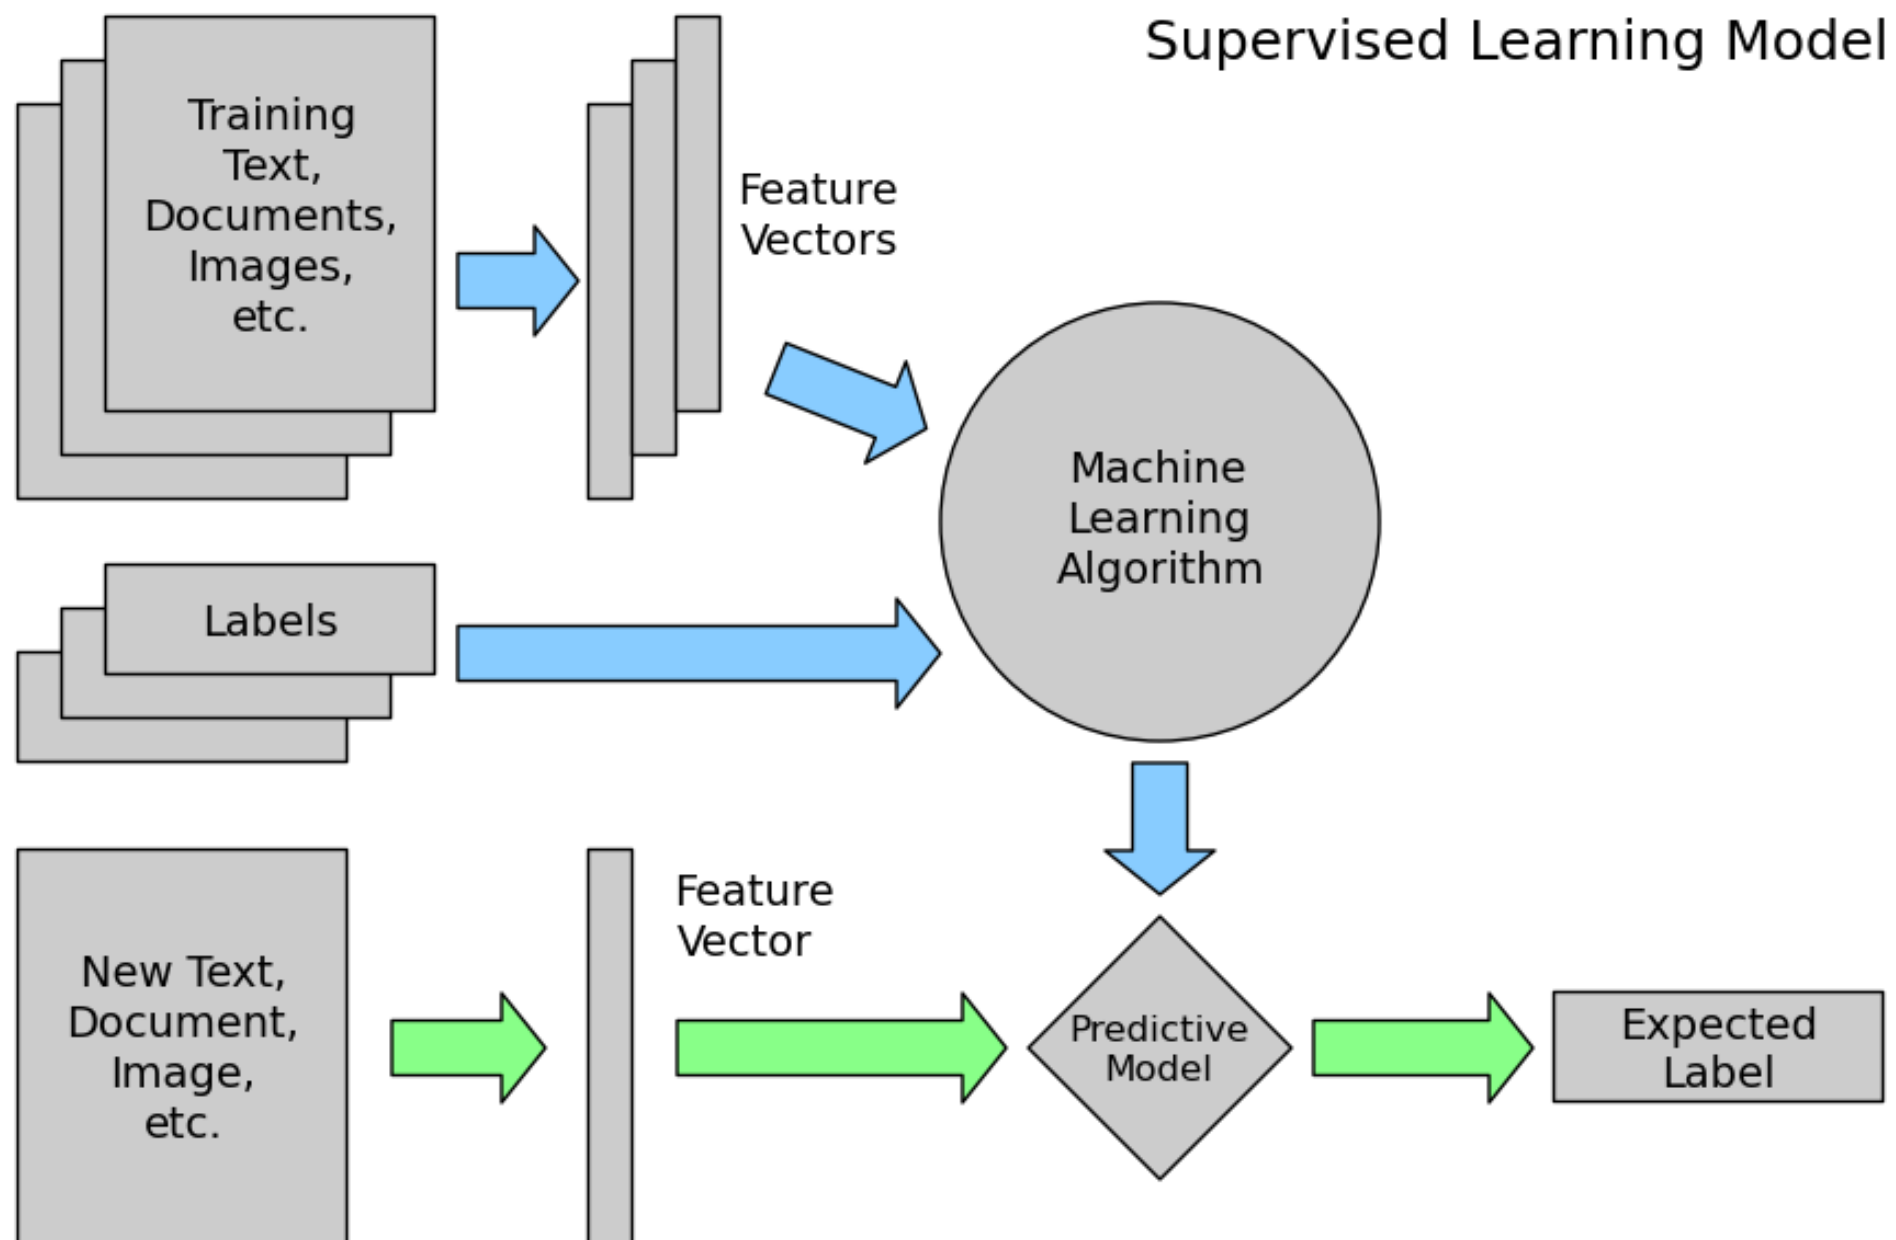 Supervised Learning Model
Training
Text,
Documents,
Images,
etc.
Feature
Vectors
Machine
Learning
Algorithm
Labels
New Text,
Document,
Image,
etc.
Feature
Vector
Predictive
Model
Expected
Label